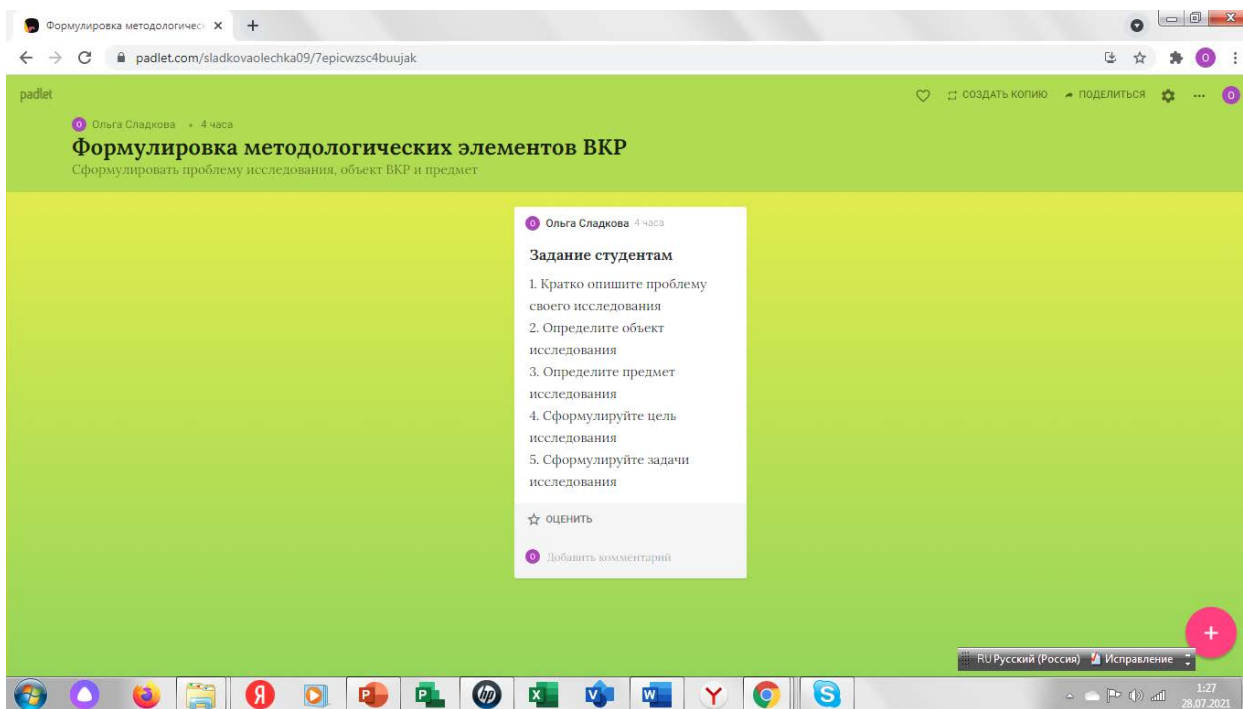 Формулировка методологичес
padlet.com/sladkovaolechka09/7epicwzsc4buujak
O
padlet
СОЗДАТЬ КОПИЮ
ПОДЕЛИТЬСЯ
O
O Ольга Сладкова • 4 часа
Формулировка методологических элементов ВКР
Сформулировать проблему исследования, объект ВКР и предмет
O Ольга Сладкова 4 часа
Задание студентам
1. Кратко опишите проблему
своего исследования
2. Определите объект
исследования
3. Определите предмет
исследования
4. Сформулируйте цель
исследования
5. Сформулируйте задачи
исследования
ОЦЕНИТЬ
O Добавить комментарий
RU Русский (Россия) Исправление
Я P P hp X V W Y S
1:27
28.07.2021